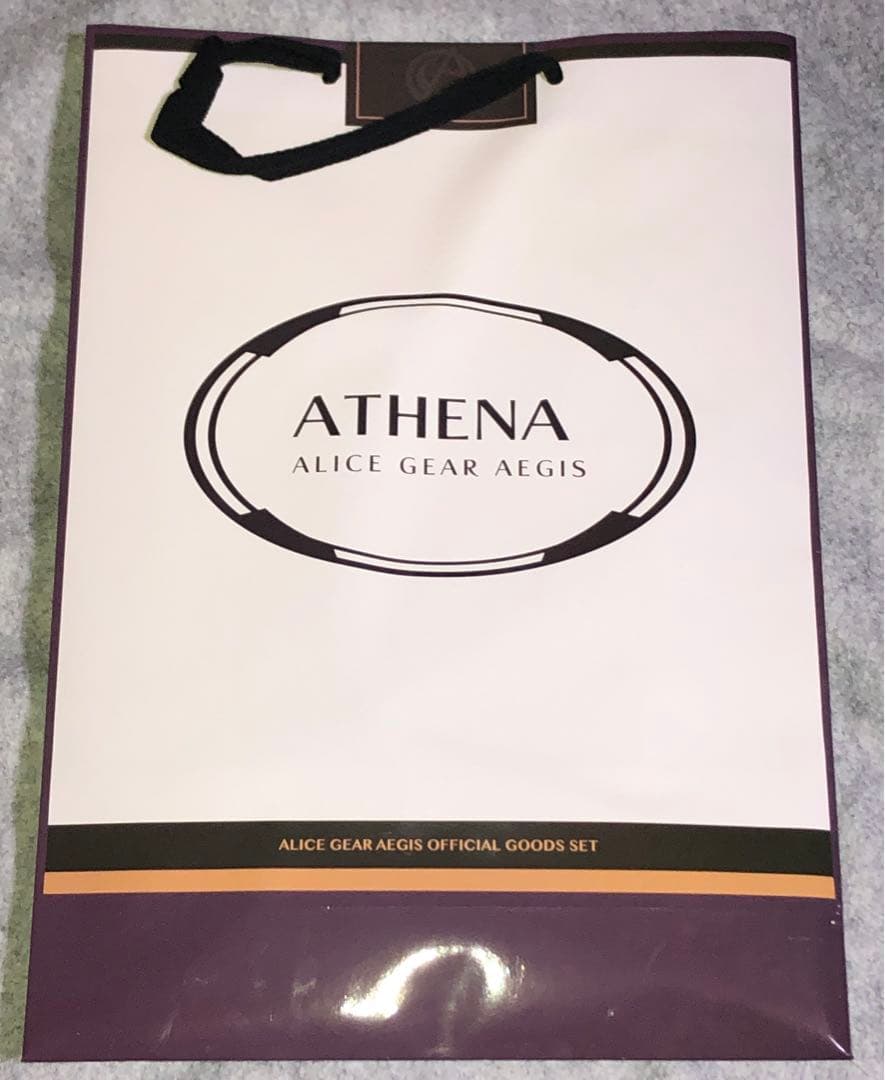 ATHENA
ALICE GEAR AEGIS
ALICE GEAR AEGIS OFFICIAL GOODS SET